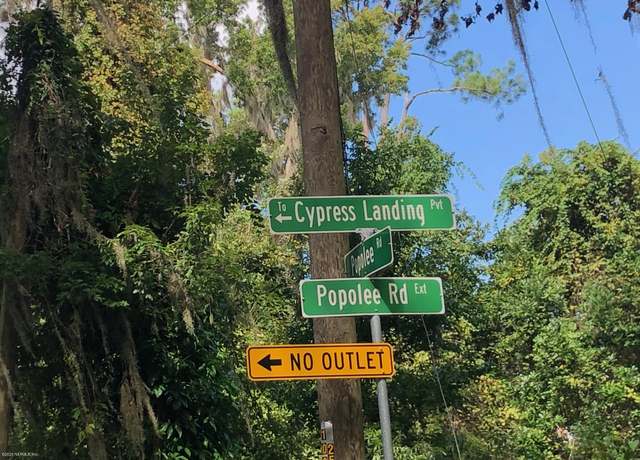 To
← Cypress Landing Pvt
Popolee Rd
Popolee Rd Ext
← NO OUTLET